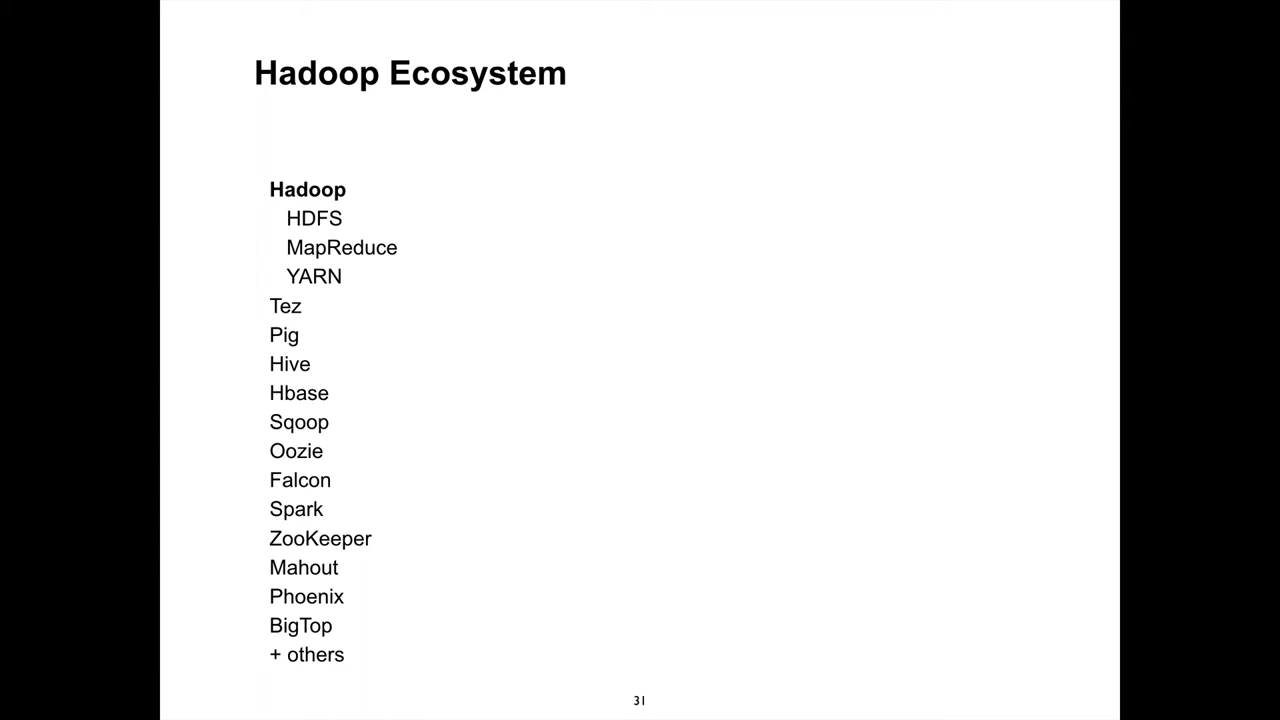 Hadoop Ecosystem
Hadoop
HDFS
MapReduce
YARN
Tez
Pig
Hive
Hbase
Sqoop
Oozie
Falcon
Spark
ZooKeeper
Mahout
Phoenix
BigTop
+ others
31